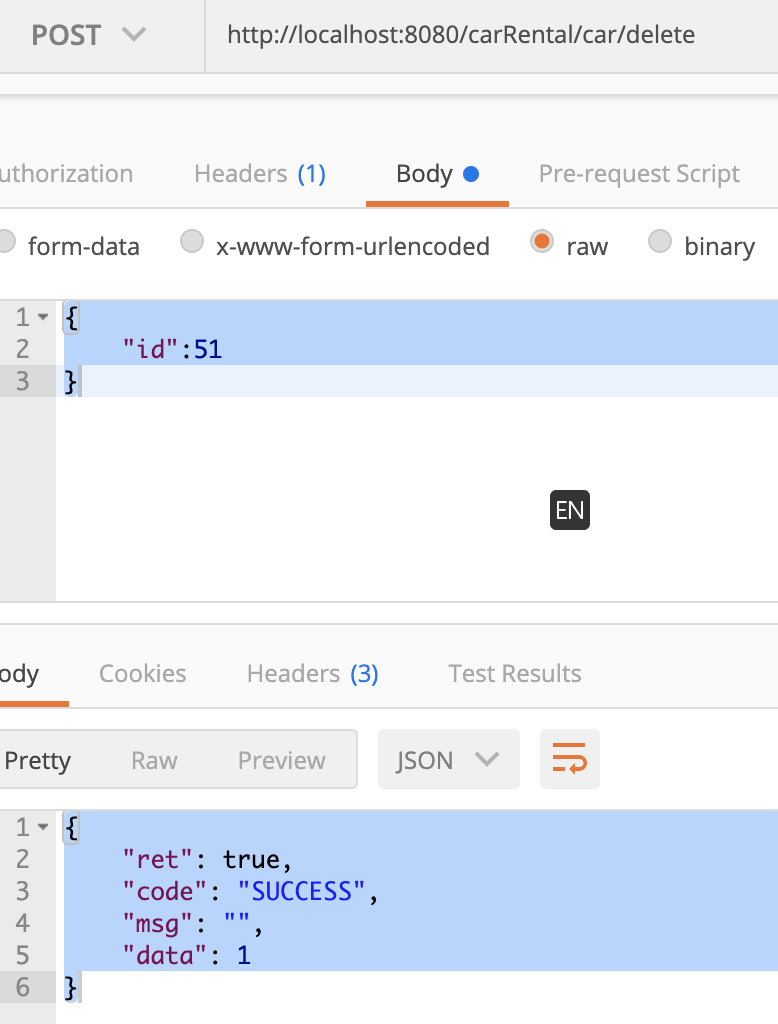 POST http://localhost:8080/carRental/car/delete
uthorization Headers (1) Body Pre-request Script
form-data x-www-form-urlencoded raw binary
1 {
2 "id":51
3 }
EN
ody Cookies Headers (3) Test Results
Pretty Raw Preview JSON
1 {
2 "ret": true,
3 "code": "SUCCESS",
4 "msg": "",
5 "data": 1
6 }